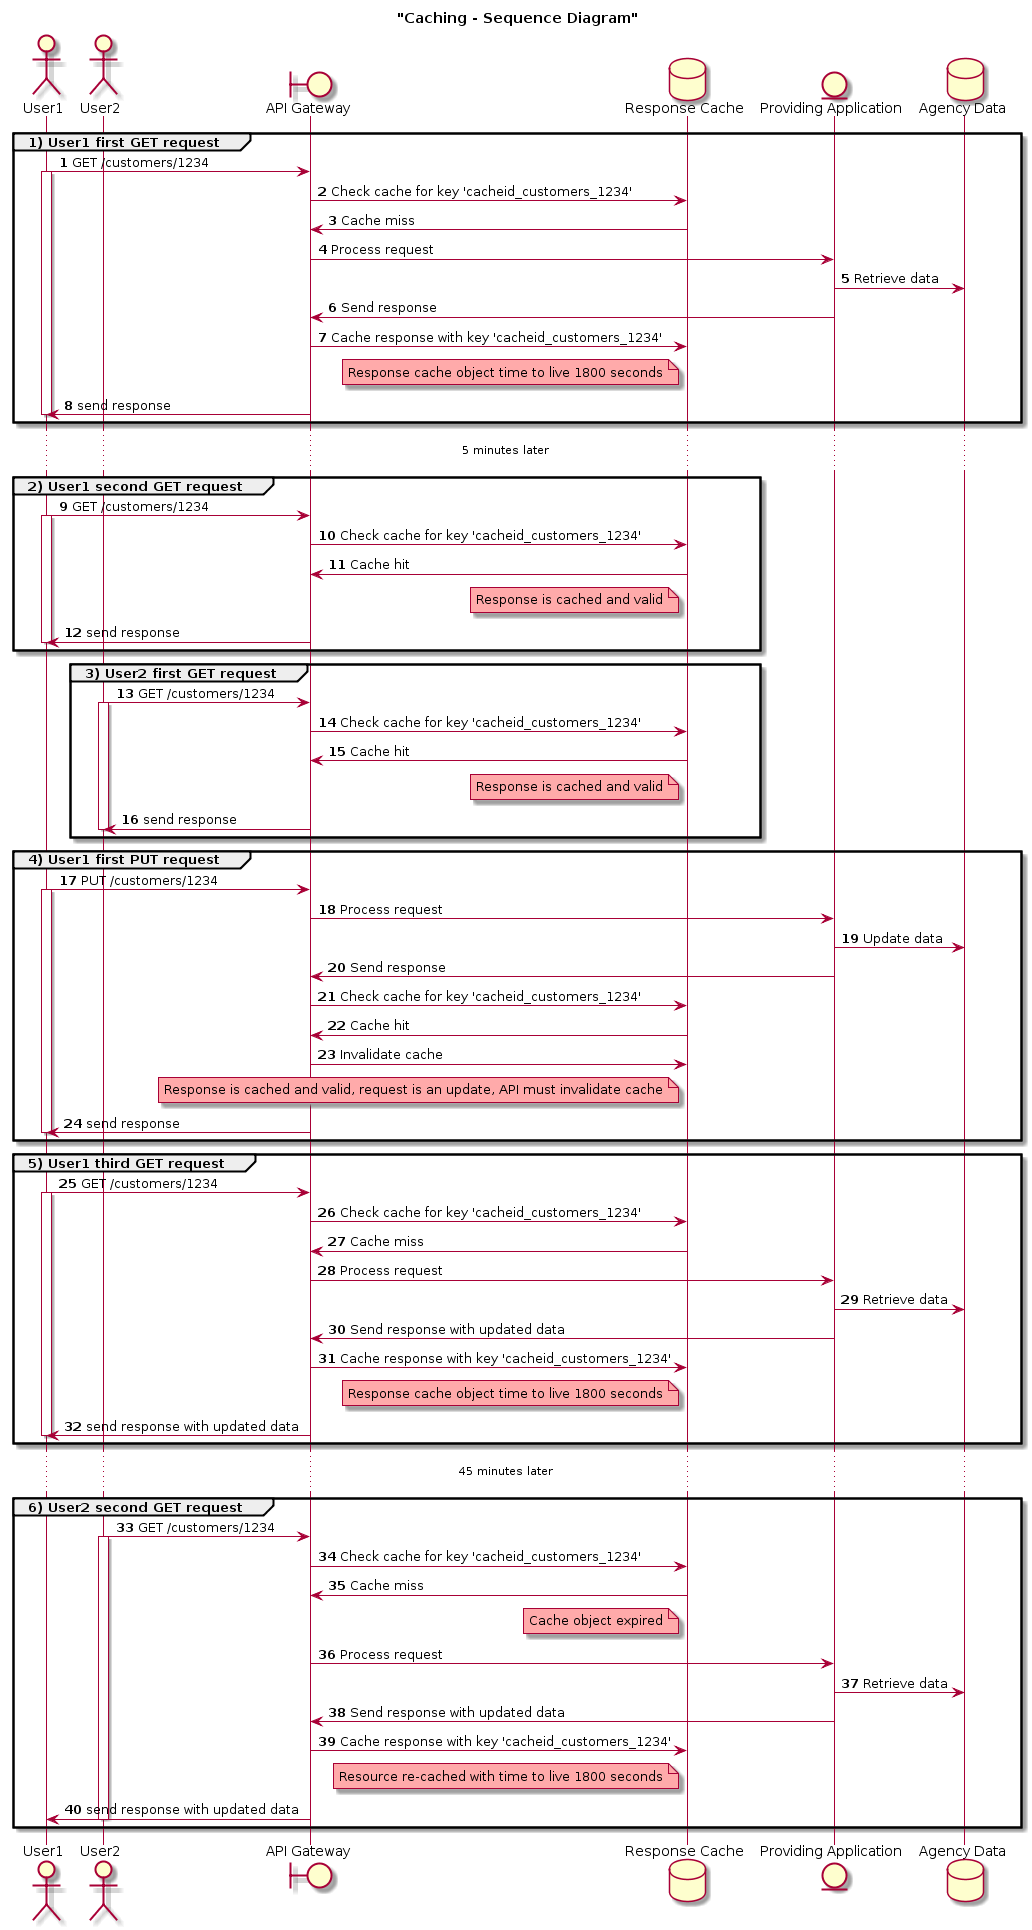 "Caching - Sequence Diagram"
User1 User2 API Gateway Response Cache Providing Application Agency Data
1) User1 first GET request
1 GET /customers/1234
2 Check cache for key 'cacheid_customers_1234'
3 Cache miss
4 Process request
5 Retrieve data
6 Send response
7 Cache response with key 'cacheid_customers_1234'
Response cache object time to live 1800 seconds
8 send response
5 minutes later
2) User1 second GET request
9 GET /customers/1234
10 Check cache for key 'cacheid_customers_1234'
11 Cache hit
Response is cached and valid
12 send response
3) User2 first GET request
13 GET /customers/1234
14 Check cache for key 'cacheid_customers_1234'
15 Cache hit
Response is cached and valid
16 send response
4) User1 first PUT request
17 PUT /customers/1234
18 Process request
19 Update data
20 Send response
21 Check cache for key 'cacheid_customers_1234'
22 Cache hit
23 Invalidate cache
Response is cached and valid, request is an update, API must invalidate cache
24 send response
5) User1 third GET request
25 GET /customers/1234
26 Check cache for key 'cacheid_customers_1234'
27 Cache miss
28 Process request
29 Retrieve data
30 Send response with updated data
31 Cache response with key 'cacheid_customers_1234'
Response cache object time to live 1800 seconds
32 send response with updated data
45 minutes later
6) User2 second GET request
33 GET /customers/1234
34 Check cache for key 'cacheid_customers_1234'
35 Cache miss
Cache object expired
36 Process request
37 Retrieve data
38 Send response with updated data
39 Cache response with key 'cacheid_customers_1234'
Resource re-cached with time to live 1800 seconds
40 send response with updated data
User1 User2 API Gateway Response Cache Providing Application Agency Data